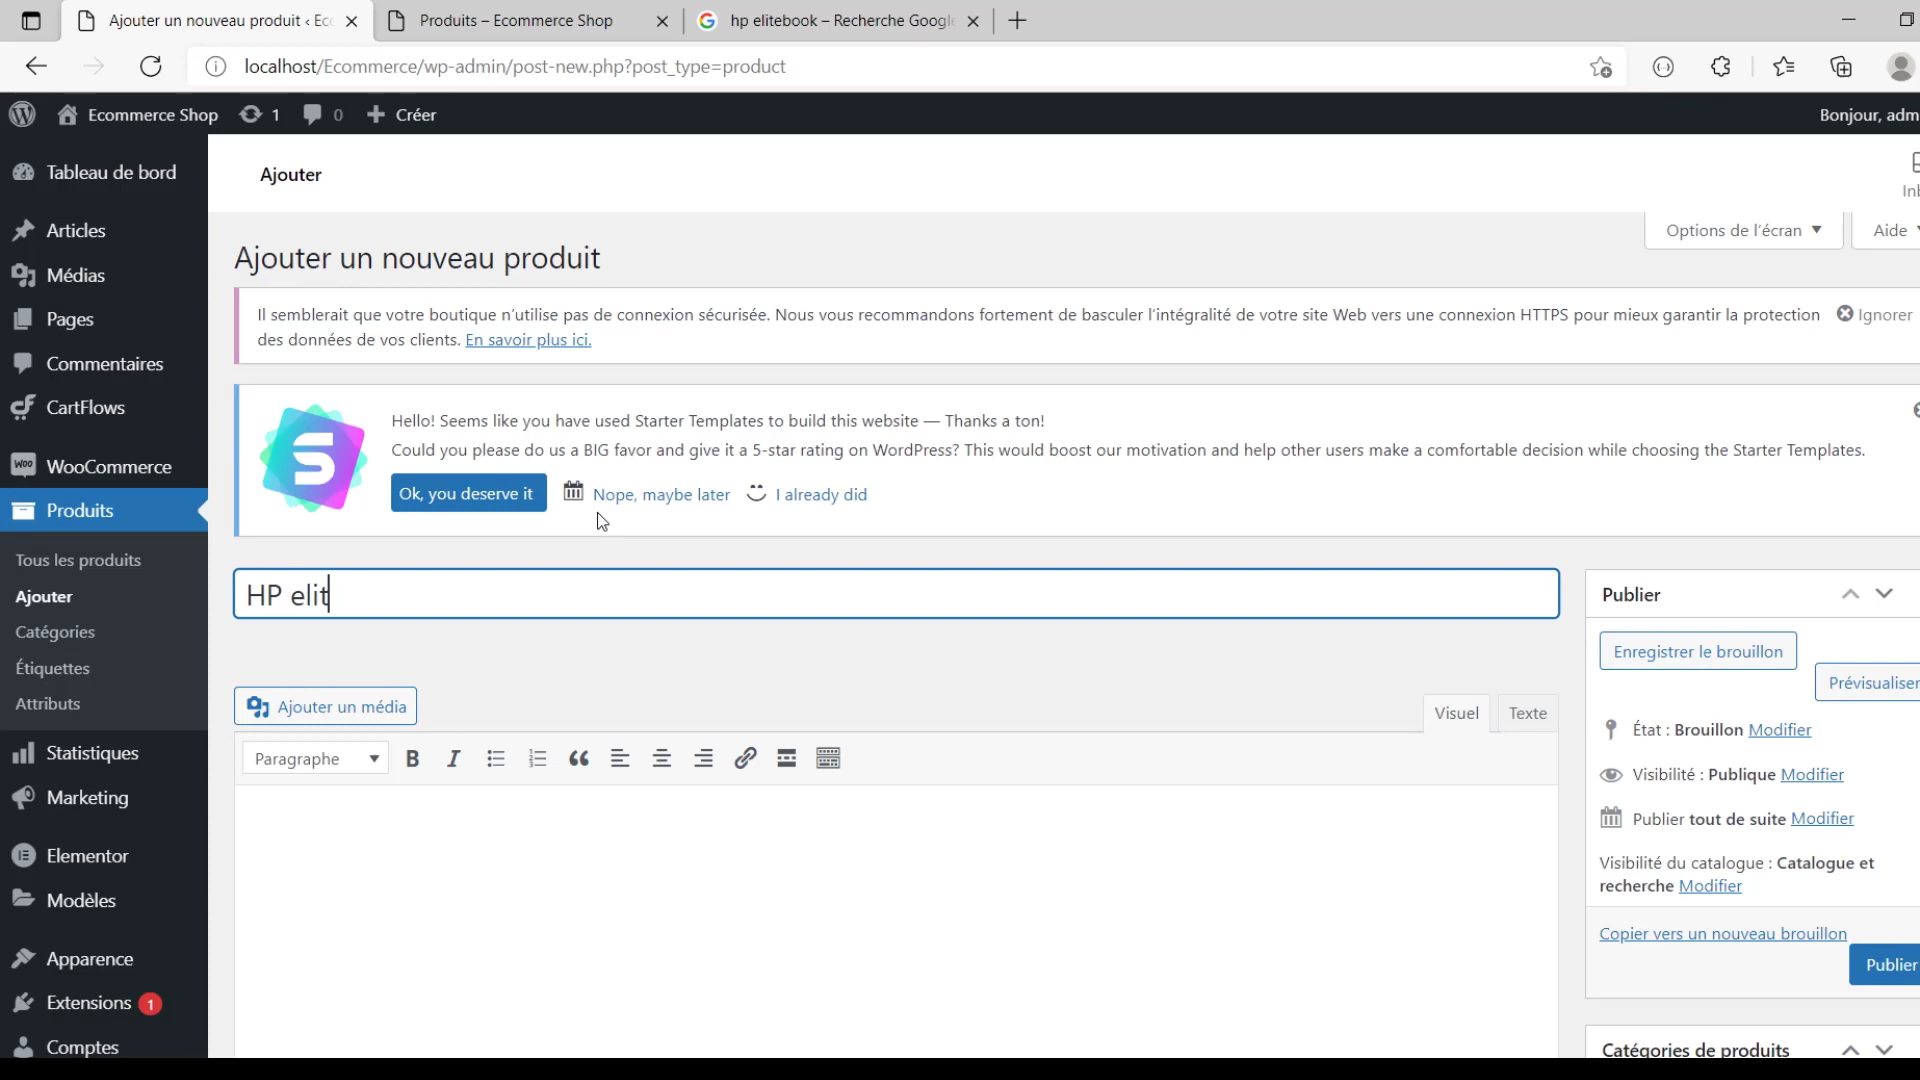 Ajouter un nouveau produit ‹ Ec
Produits – Ecommerce Shop
hp elitebook – Recherche Google
localhost/Ecommerce/wp-admin/post-new.php?post_type=product
Ecommerce Shop
1
0
Créer
Bonjour, adm
Tableau de bord
Articles
Médias
Pages
Commentaires
CartFlows
WooCommerce
Produits
Tous les produits
Ajouter
Catégories
Étiquettes
Attributs
Statistiques
Marketing
Elementor
Modèles
Apparence
Extensions 1
Comptes
Ajouter
Inb
Options de l'écran
Aide
Ajouter un nouveau produit
Il semblerait que votre boutique n'utilise pas de connexion sécurisée. Nous vous recommandons fortement de basculer l'intégralité de votre site Web vers une connexion HTTPS pour mieux garantir la protection
des données de vos clients. En savoir plus ici.
Ignorer
Hello! Seems like you have used Starter Templates to build this website — Thanks a ton!
Could you please do us a BIG favor and give it a 5-star rating on WordPress? This would boost our motivation and help other users make a comfortable decision while choosing the Starter Templates.
Ok, you deserve it
Nope, maybe later
I already did
HP elit
Ajouter un média
Visuel
Texte
Paragraphe
Publier
Enregistrer le brouillon
Prévisualiser
État : Brouillon Modifier
Visibilité : Publique Modifier
Publier tout de suite Modifier
Visibilité du catalogue : Catalogue et
recherche Modifier
Copier vers un nouveau brouillon
Publier
Catégories de produits